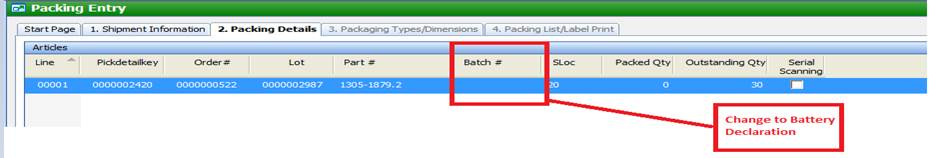 Packing Entry
Start Page 1. Shipment Information 2. Packing Details 3. Packaging Types/Dimensions 4. Packing List/Label Print
Articles
Line Pickdetailkey Order# Lot Part # Batch # SLoc Packed Qty Outstanding Qty Serial Scanning
00001 0000002420 0000000522 0000002987 1305-1879.2 20 0 30
Change to Battery
Declaration